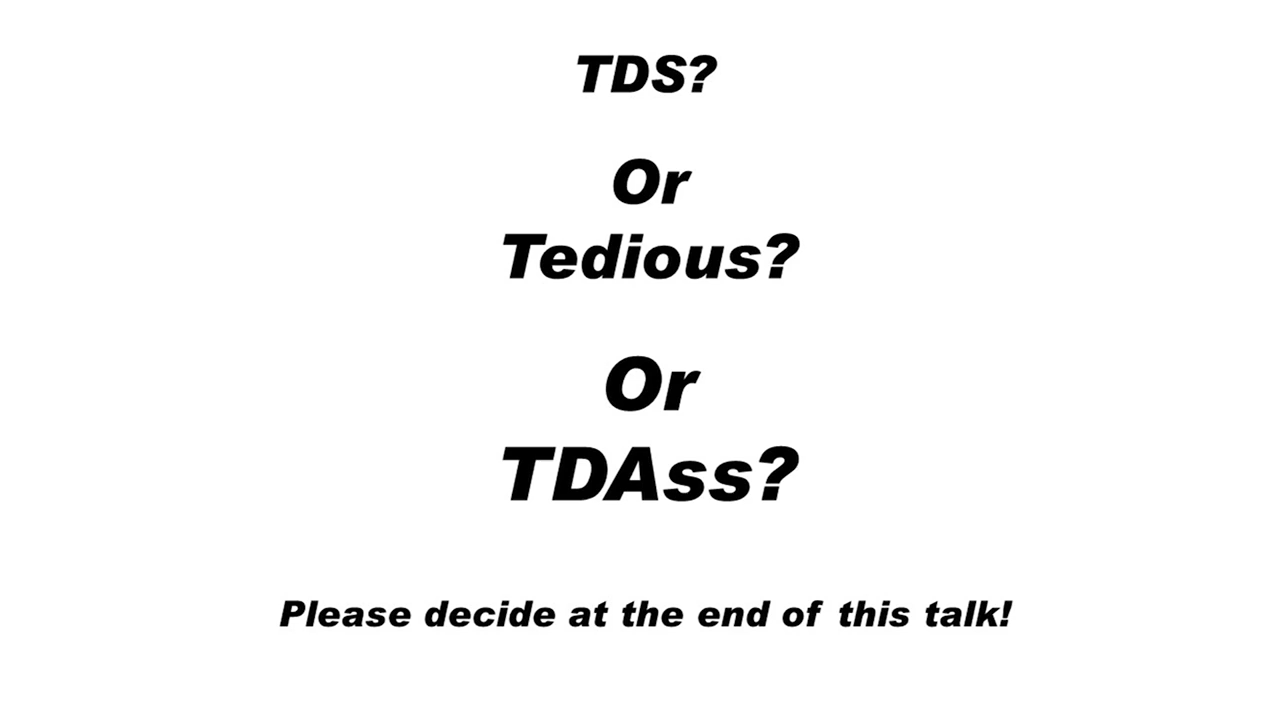 TDS?
Or
Tedious?
Or
TDAss?
Please decide at the end of this talk!